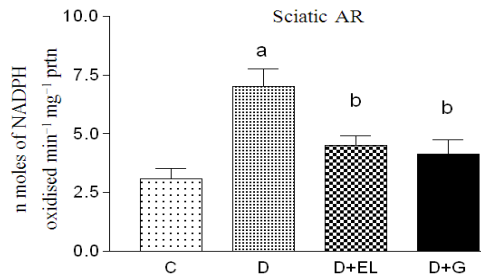 Sciatic AR
n moles of NADPH
oxidised min⁻¹ mg⁻¹ prtn
10.0
7.5
5.0
2.5
0.0
a
b
b
C D D+EL D+G